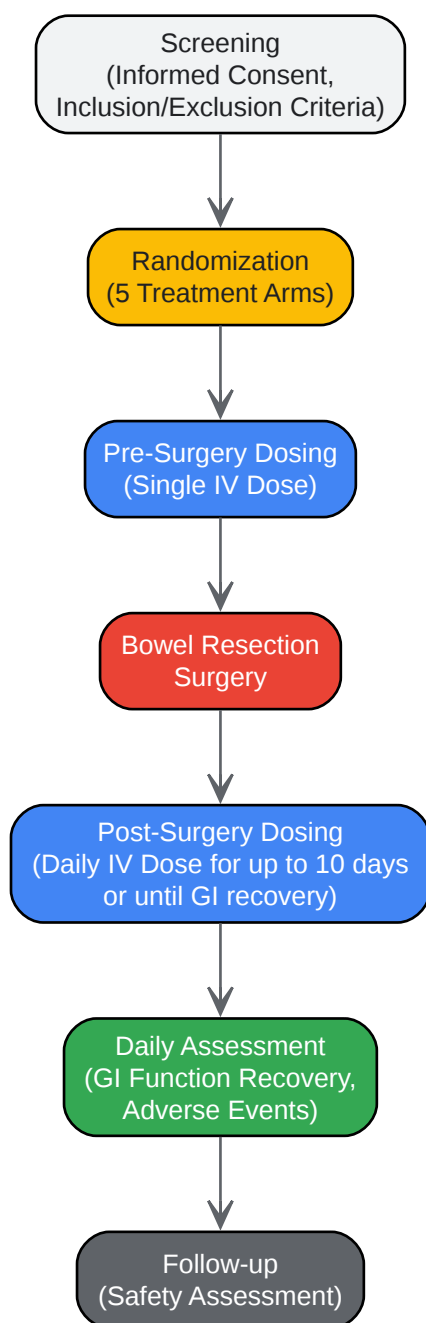 Screening
(Informed Consent,
Inclusion/Exclusion Criteria)
Randomization
(5 Treatment Arms)
Pre-Surgery Dosing
(Single IV Dose)
Bowel Resection
Surgery
Post-Surgery Dosing
(Daily IV Dose for up to 10 days
or until GI recovery)
Daily Assessment
(GI Function Recovery,
Adverse Events)
Follow-up
(Safety Assessment)